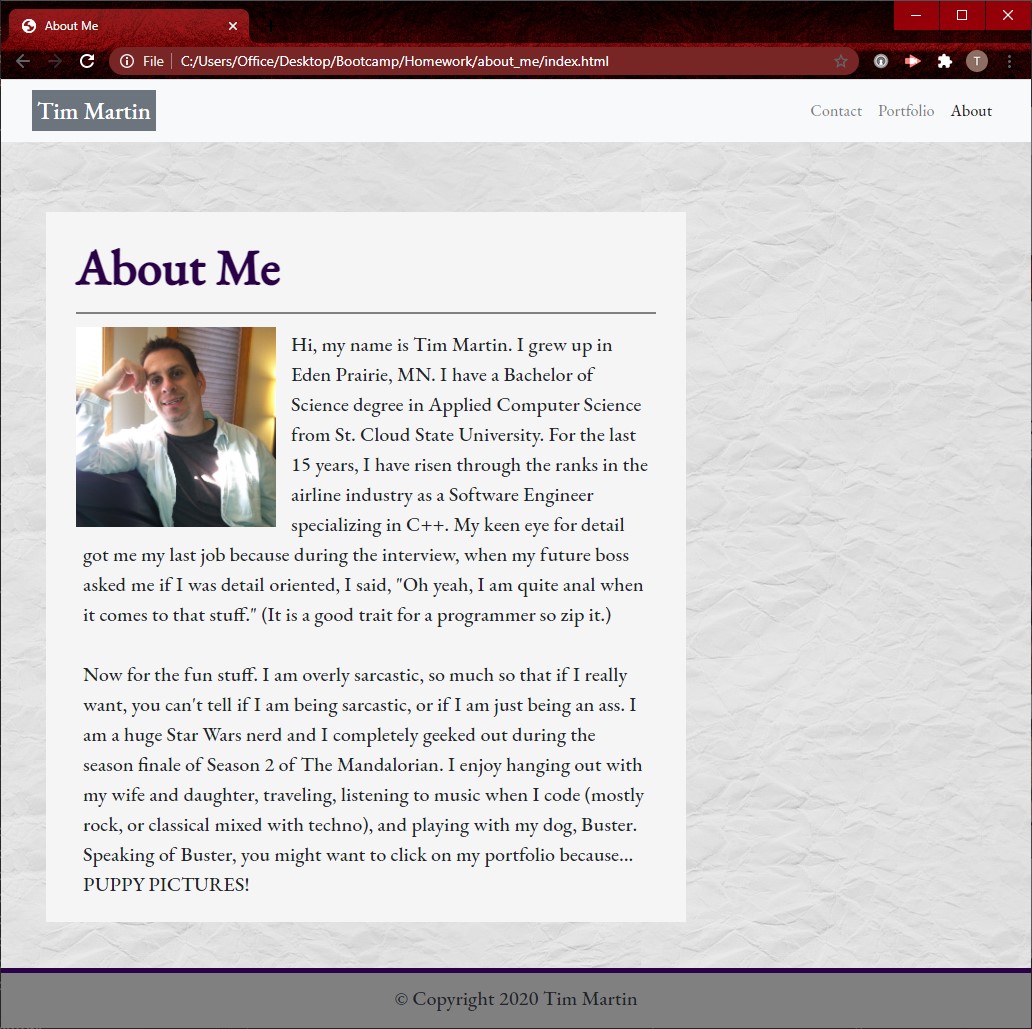 About Me
File
C:/Users/Office/Desktop/Bootcamp/Homework/about_me/index.html
T
Tim Martin
Contact Portfolio About
About Me
Hi, my name is Tim Martin. I grew up in
Eden Prairie, MN. I have a Bachelor of
Science degree in Applied Computer Science
from St. Cloud State University. For the last
15 years, I have risen through the ranks in the
airline industry as a Software Engineer
specializing in C++. My keen eye for detail
got me my last job because during the interview, when my future boss
asked me if I was detail oriented, I said, "Oh yeah, I am quite anal when
it comes to that stuff." (It is a good trait for a programmer so zip it.)
Now for the fun stuff. I am overly sarcastic, so much so that if I really
want, you can't tell if I am being sarcastic, or if I am just being an ass. I
am a huge Star Wars nerd and I completely geeked out during the
season finale of Season 2 of The Mandalorian. I enjoy hanging out with
my wife and daughter, traveling, listening to music when I code (mostly
rock, or classical mixed with techno), and playing with my dog, Buster.
Speaking of Buster, you might want to click on my portfolio because...
PUPPY PICTURES!
© Copyright 2020 Tim Martin